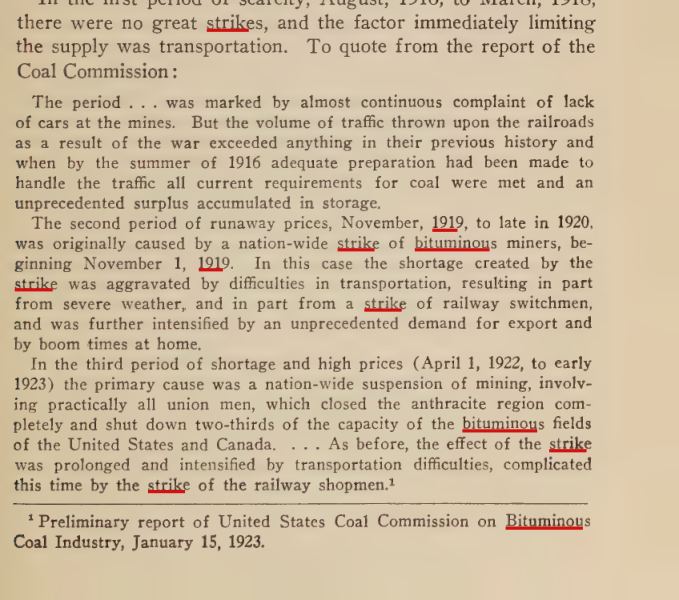 In the first period of scarcity, August, 1916, to March, 1918,
there were no great strikes, and the factor immediately limiting
the supply was transportation. To quote from the report of the
Coal Commission:
The period . . . was marked by almost continuous complaint of lack
of cars at the mines. But the volume of traffic thrown upon the railroads
as a result of the war exceeded anything in their previous history and
when by the summer of 1916 adequate preparation had been made to
handle the traffic all current requirements for coal were met and an
unprecedented surplus accumulated in storage.
The second period of runaway prices, November, 1919, to late in 1920,
was originally caused by a nation-wide strike of bituminous miners, be-
ginning November 1, 1919. In this case the shortage created by the
strike was aggravated by difficulties in transportation, resulting in part
from severe weather, and in part from a strike of railway switchmen,
and was further intensified by an unprecedented demand for export and
by boom times at home.
In the third period of shortage and high prices (April 1, 1922, to early
1923) the primary cause was a nation-wide suspension of mining, involv-
ing practically all union men, which closed the anthracite region com-
pletely and shut down two-thirds of the capacity of the bituminous fields
of the United States and Canada. . . . As before, the effect of the strike
was prolonged and intensified by transportation difficulties, complicated
this time by the strike of the railway shopmen.¹
¹ Preliminary report of United States Coal Commission on Bituminous
Coal Industry, January 15, 1923.